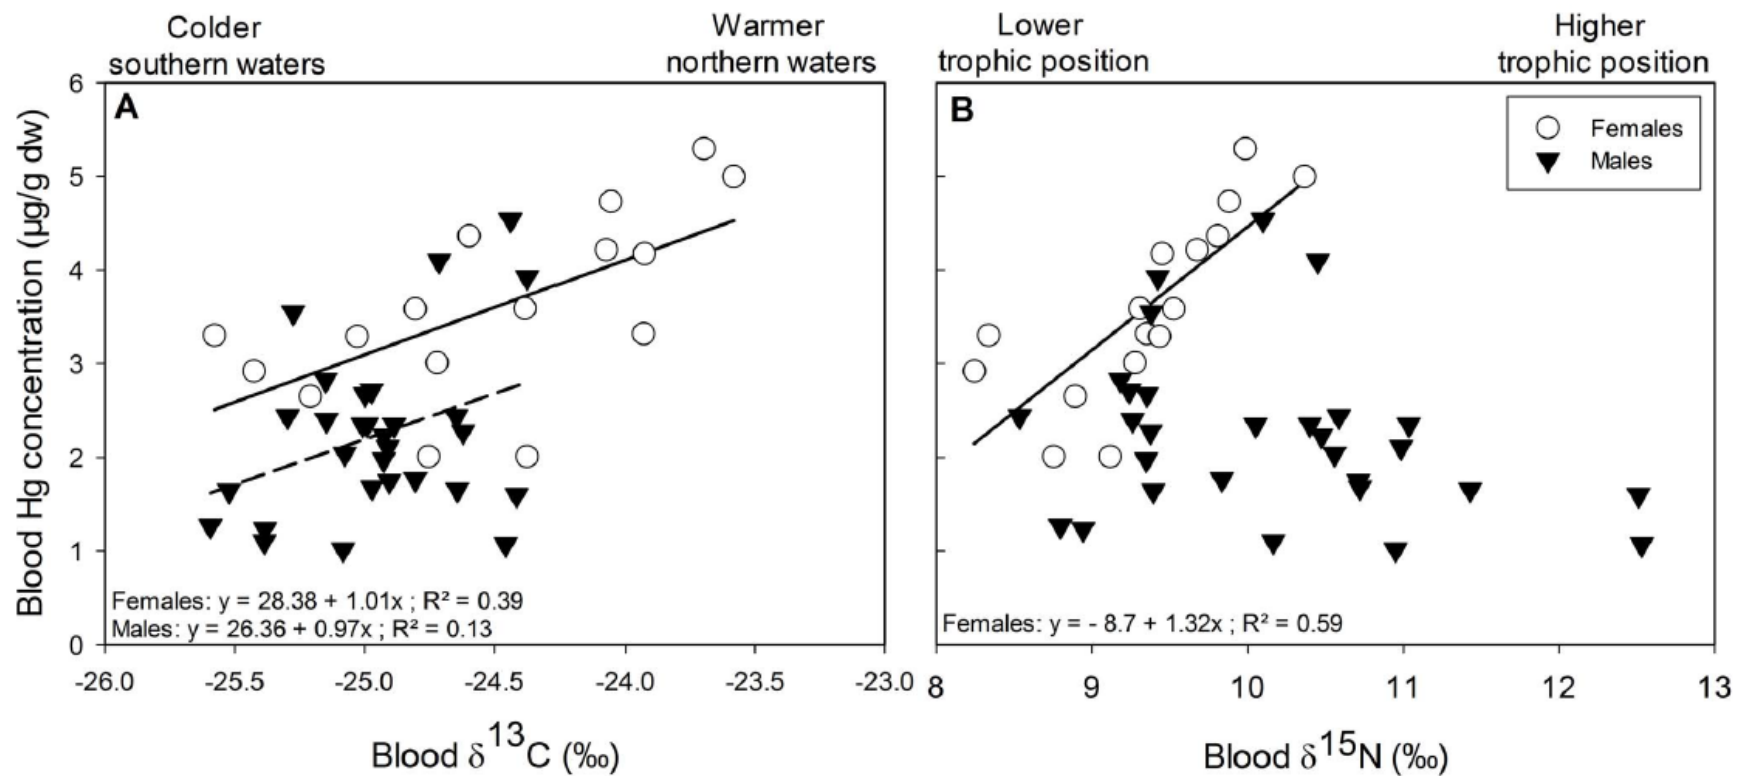 Colder
southern waters
Warmer
northern waters
Lower
trophic position
Higher
trophic position
A
B
Females
Males
Blood Hg concentration (µg/g dw)
6
5
4
3
2
1
0
Females: y = 28.38 + 1.01x ; R² = 0.39
Males: y = 26.36 + 0.97x ; R² = 0.13
Females: y = - 8.7 + 1.32x ; R² = 0.59
-26.0 -25.5 -25.0 -24.5 -24.0 -23.5 -23.0
8 9 10 11 12 13
Blood δ¹³C (‰)
Blood δ¹⁵N (‰)